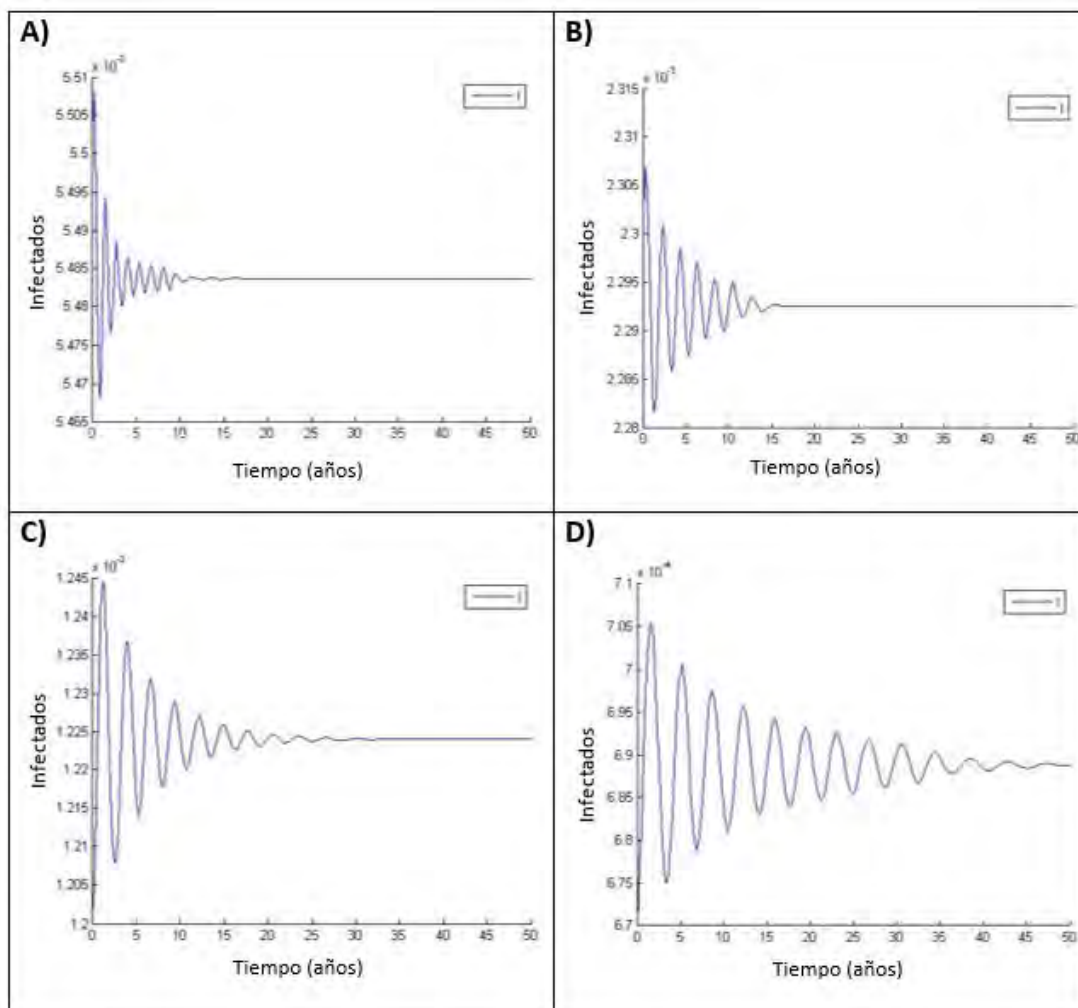 A)
x 10⁻³
5.51
5.505
5.5
5.495
5.49
5.485
5.48
5.475
5.47
5.465
I
Infectados
0 5 10 15 20 25 30 35 40 45 50
Tiempo (años)
B)
x 10⁻³
2.315
2.31
2.305
2.3
2.295
2.29
2.285
2.28
I
Infectados
0 5 10 15 20 25 30 35 40 45 50
Tiempo (años)
C)
x 10⁻³
1.245
1.24
1.235
1.23
1.225
1.22
1.215
1.21
1.205
1.2
I
Infectados
0 5 10 15 20 25 30 35 40 45 50
Tiempo (años)
D)
x 10⁻⁴
7.1
7.05
7
6.95
6.9
6.85
6.8
6.75
6.7
I
Infectados
0 5 10 15 20 25 30 35 40 45 50
Tiempo (años)